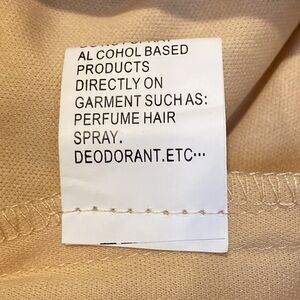 AL COHOL BASED
PRODUCTS
DIRECTLY ON
GARMENT SUCH AS:
PERFUME HAIR
SPRAY.
DEODORANT.ETC···